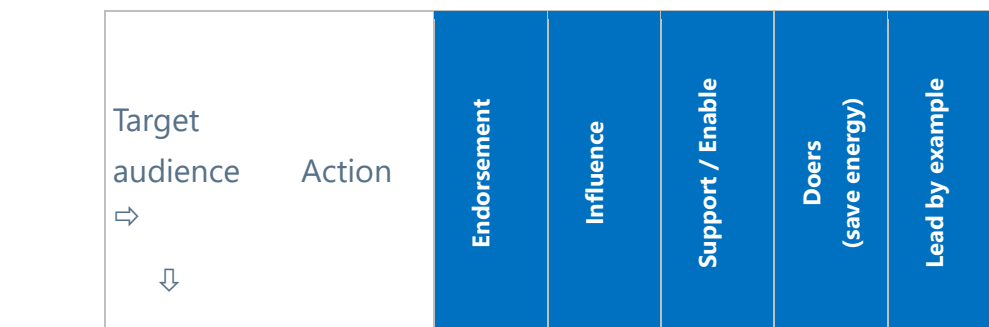 Target
audience Action
⇨
⇩
Endorsement
Influence
Support / Enable
Doers
(save energy)
Lead by example